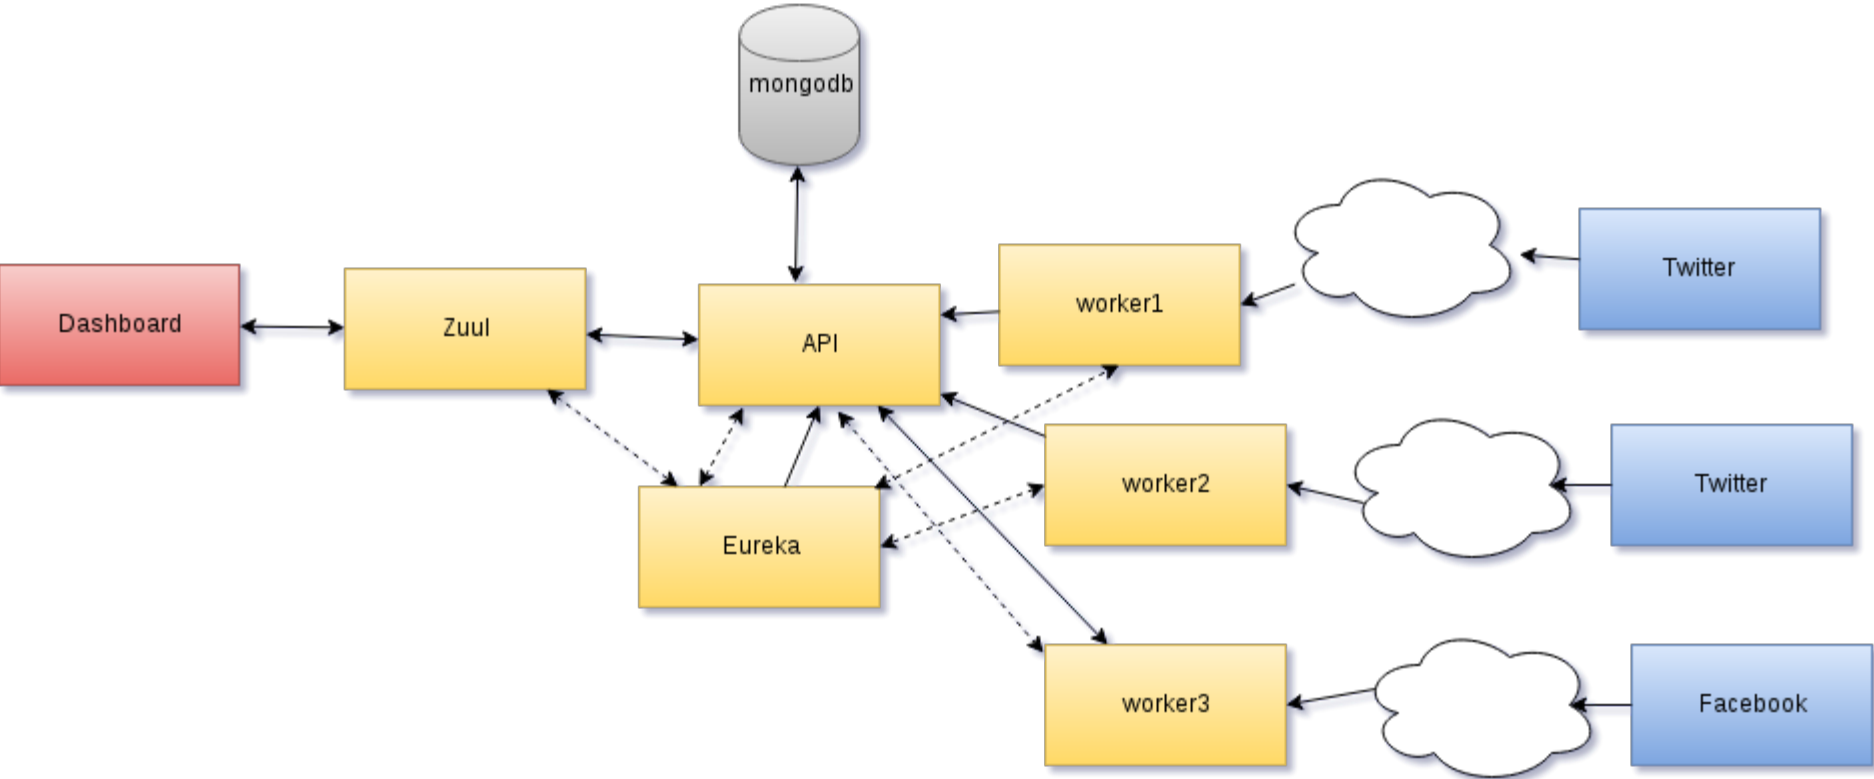 mongodb
Dashboard
Zuul
API
worker1
Twitter
Eureka
worker2
Twitter
worker3
Facebook